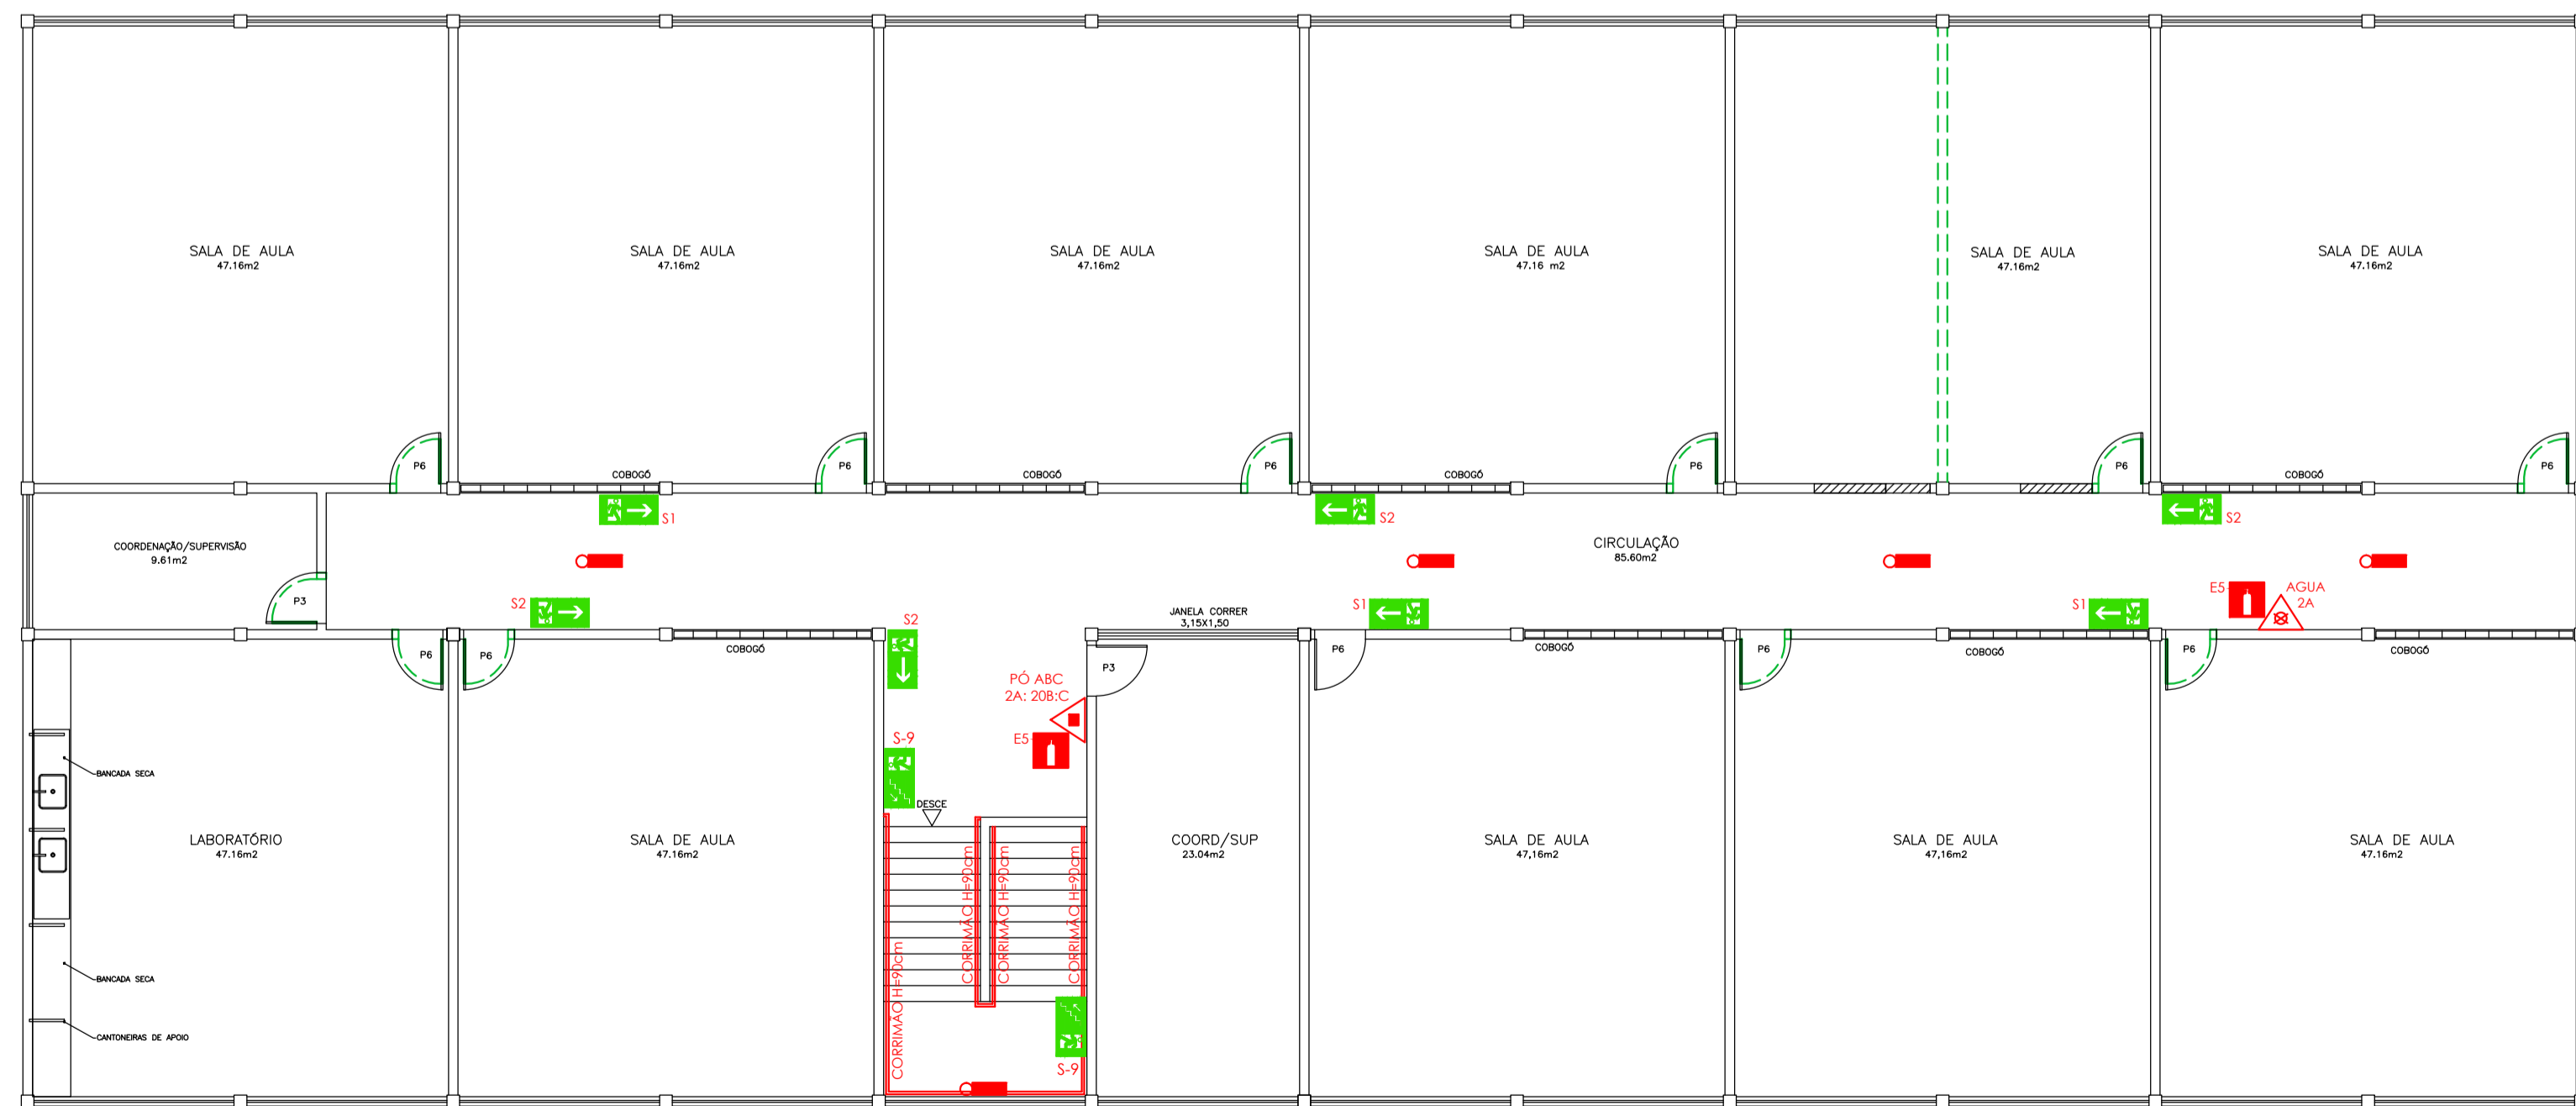 SALA DE AULA
47.16m2
SALA DE AULA
47.16m2
SALA DE AULA
47.16m2
SALA DE AULA
47.16 m2
SALA DE AULA
47.16m2
SALA DE AULA
47.16m2
P6
COBOGÓ
P6
COBOGÓ
P6
COBOGÓ
P6
P6
COBOGÓ
P6
S1
S2
S2
COORDENAÇÃO/SUPERVISÃO
9.61m2
CIRCULAÇÃO
85.60m2
P3
S2
S2
JANELA CORRER
3,15X1,50
S1
S1
E5
AGUA
2A
P6
P6
COBOGÓ
P3
P6
COBOGÓ
P6
COBOGÓ
P6
COBOGÓ
PÓ ABC
2A: 20B:C
E5
S-9
DESCE
BANCADA SECA
LABORATÓRIO
47.16m2
SALA DE AULA
47.16m2
COORD/SUP
23.04m2
SALA DE AULA
47,16m2
SALA DE AULA
47,16m2
SALA DE AULA
47.16m2
CORRIMÃO H=90cm
CORRIMÃO H=90cm
CORRIMÃO H=90cm
CORRIMÃO H=90cm
BANCADA SECA
CANTONEIRAS DE APOIO
S-9